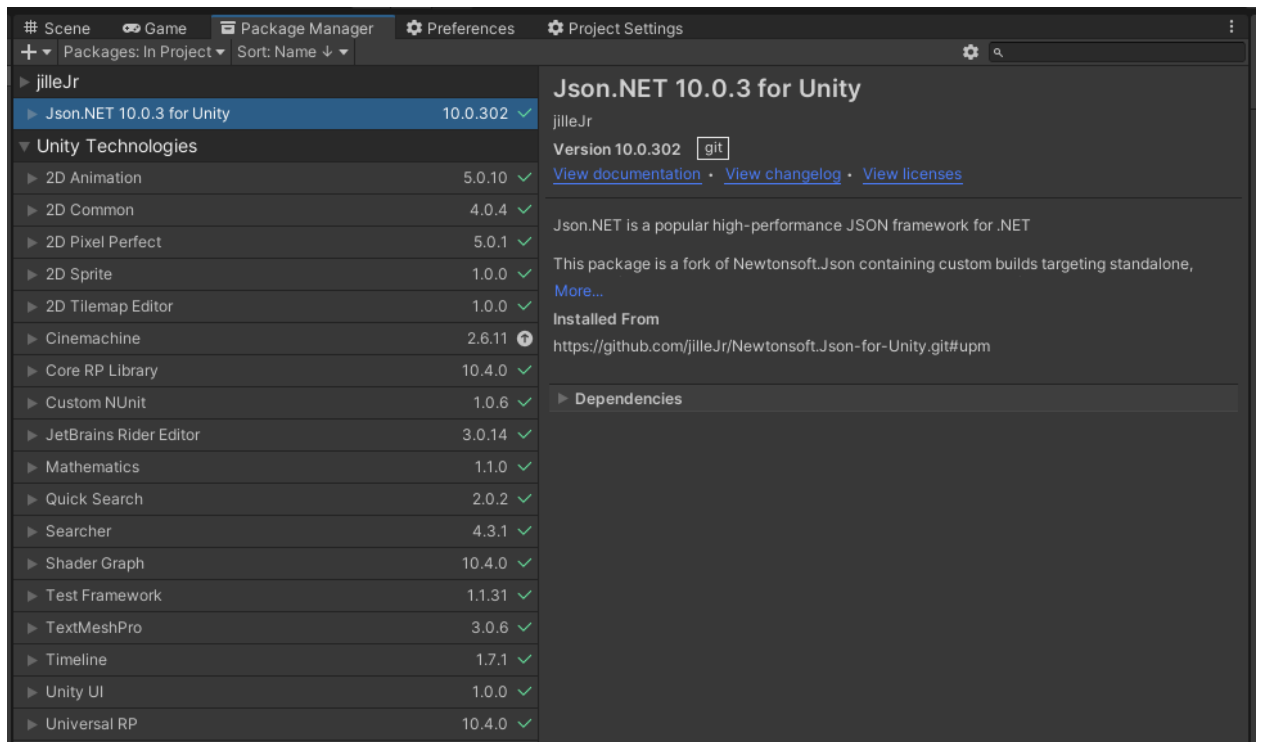 Scene Game Package Manager Preferences Project Settings
Packages: In Project Sort: Name ↓
jilleJr
Json.NET 10.0.3 for Unity 10.0.302
Unity Technologies
2D Animation 5.0.10
2D Common 4.0.4
2D Pixel Perfect 5.0.1
2D Sprite 1.0.0
2D Tilemap Editor 1.0.0
Cinemachine 2.6.11
Core RP Library 10.4.0
Custom NUnit 1.0.6
JetBrains Rider Editor 3.0.14
Mathematics 1.1.0
Quick Search 2.0.2
Searcher 4.3.1
Shader Graph 10.4.0
Test Framework 1.1.31
TextMeshPro 3.0.6
Timeline 1.7.1
Unity UI 1.0.0
Universal RP 10.4.0
Json.NET 10.0.3 for Unity
jilleJr
Version 10.0.302 git
View documentation • View changelog • View licenses
Json.NET is a popular high-performance JSON framework for .NET
This package is a fork of Newtonsoft.Json containing custom builds targeting standalone,
More...
Installed From
https://github.com/jilleJr/Newtonsoft.Json-for-Unity.git#upm
Dependencies